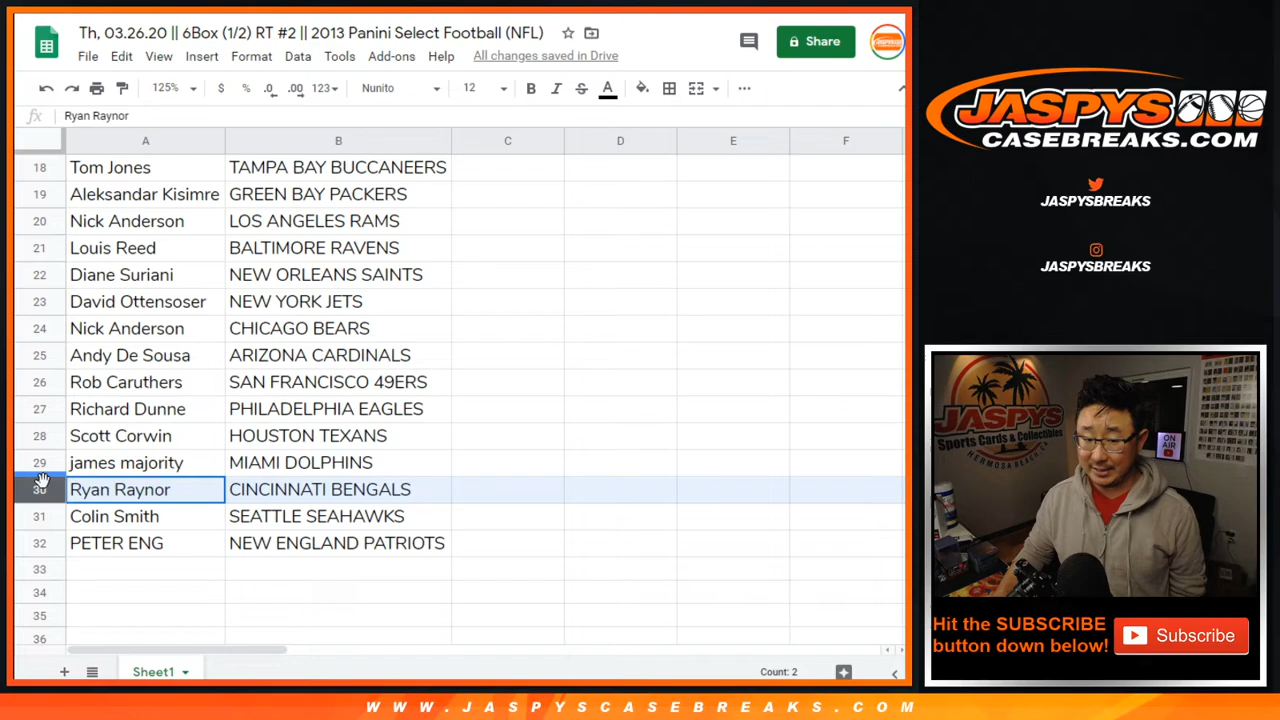 Th, 03.26.20 || 6Box (1/2) RT #2 || 2013 Panini Select Football (NFL)
File Edit View Insert Format Data Tools Add-ons Help All changes saved in Drive
Share
125% $ % .0 .00 123 Nunito 12 B I S A
fx Ryan Raynor
A B C D E F
18 Tom Jones TAMPA BAY BUCCANEERS
19 Aleksandar Kisimre GREEN BAY PACKERS
20 Nick Anderson LOS ANGELES RAMS
21 Louis Reed BALTIMORE RAVENS
22 Diane Suriani NEW ORLEANS SAINTS
23 David Ottensoser NEW YORK JETS
24 Nick Anderson CHICAGO BEARS
25 Andy De Sousa ARIZONA CARDINALS
26 Rob Caruthers SAN FRANCISCO 49ERS
27 Richard Dunne PHILADELPHIA EAGLES
28 Scott Corwin HOUSTON TEXANS
29 james majority MIAMI DOLPHINS
30 Ryan Raynor CINCINNATI BENGALS
31 Colin Smith SEATTLE SEAHAWKS
32 PETER ENG NEW ENGLAND PATRIOTS
33
34
35
36
Sheet1 Count: 2
JASPYS
CASEBREAKS.COM
JASPYSBREAKS
JASPYSBREAKS
JASPYS
Sports Cards & Collectibles
HERMOSA BEACH
ON
AIR
Hit the SUBSCRIBE
button down below!
Subscribe
WWW.JASPYSCASEBREAKS.COM